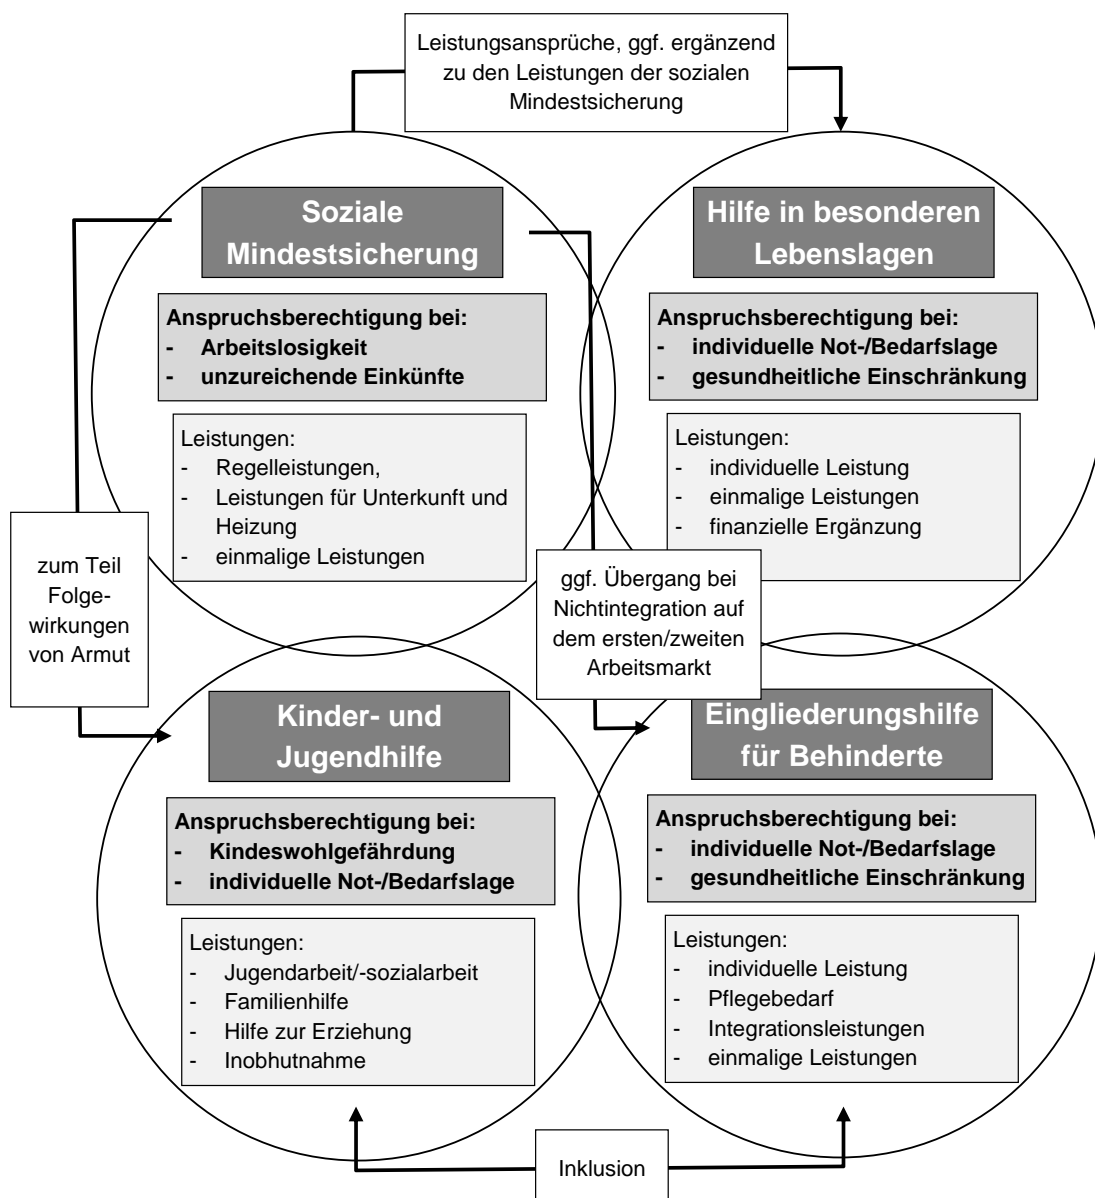 Leistungsansprüche, ggf. ergänzend
zu den Leistungen der sozialen
Mindestsicherung
Soziale
Mindestsicherung
Anspruchsberechtigung bei:
- Arbeitslosigkeit
- unzureichende Einkünfte
Leistungen:
- Regelleistungen,
- Leistungen für Unterkunft und
Heizung
- einmalige Leistungen
Hilfe in besonderen
Lebenslagen
Anspruchsberechtigung bei:
- individuelle Not-/Bedarfslage
- gesundheitliche Einschränkung
Leistungen:
- individuelle Leistung
- einmalige Leistungen
- finanzielle Ergänzung
zum Teil
Folge-
wirkungen
von Armut
ggf. Übergang bei
Nichtintegration auf
dem ersten/zweiten
Arbeitsmarkt
Kinder- und
Jugendhilfe
Anspruchsberechtigung bei:
- Kindeswohlgefährdung
- individuelle Not-/Bedarfslage
Leistungen:
- Jugendarbeit/-sozialarbeit
- Familienhilfe
- Hilfe zur Erziehung
- Inobhutnahme
Eingliederungshilfe
für Behinderte
Anspruchsberechtigung bei:
- individuelle Not-/Bedarfslage
- gesundheitliche Einschränkung
Leistungen:
- individuelle Leistung
- Pflegebedarf
- Integrationsleistungen
- einmalige Leistungen
Inklusion